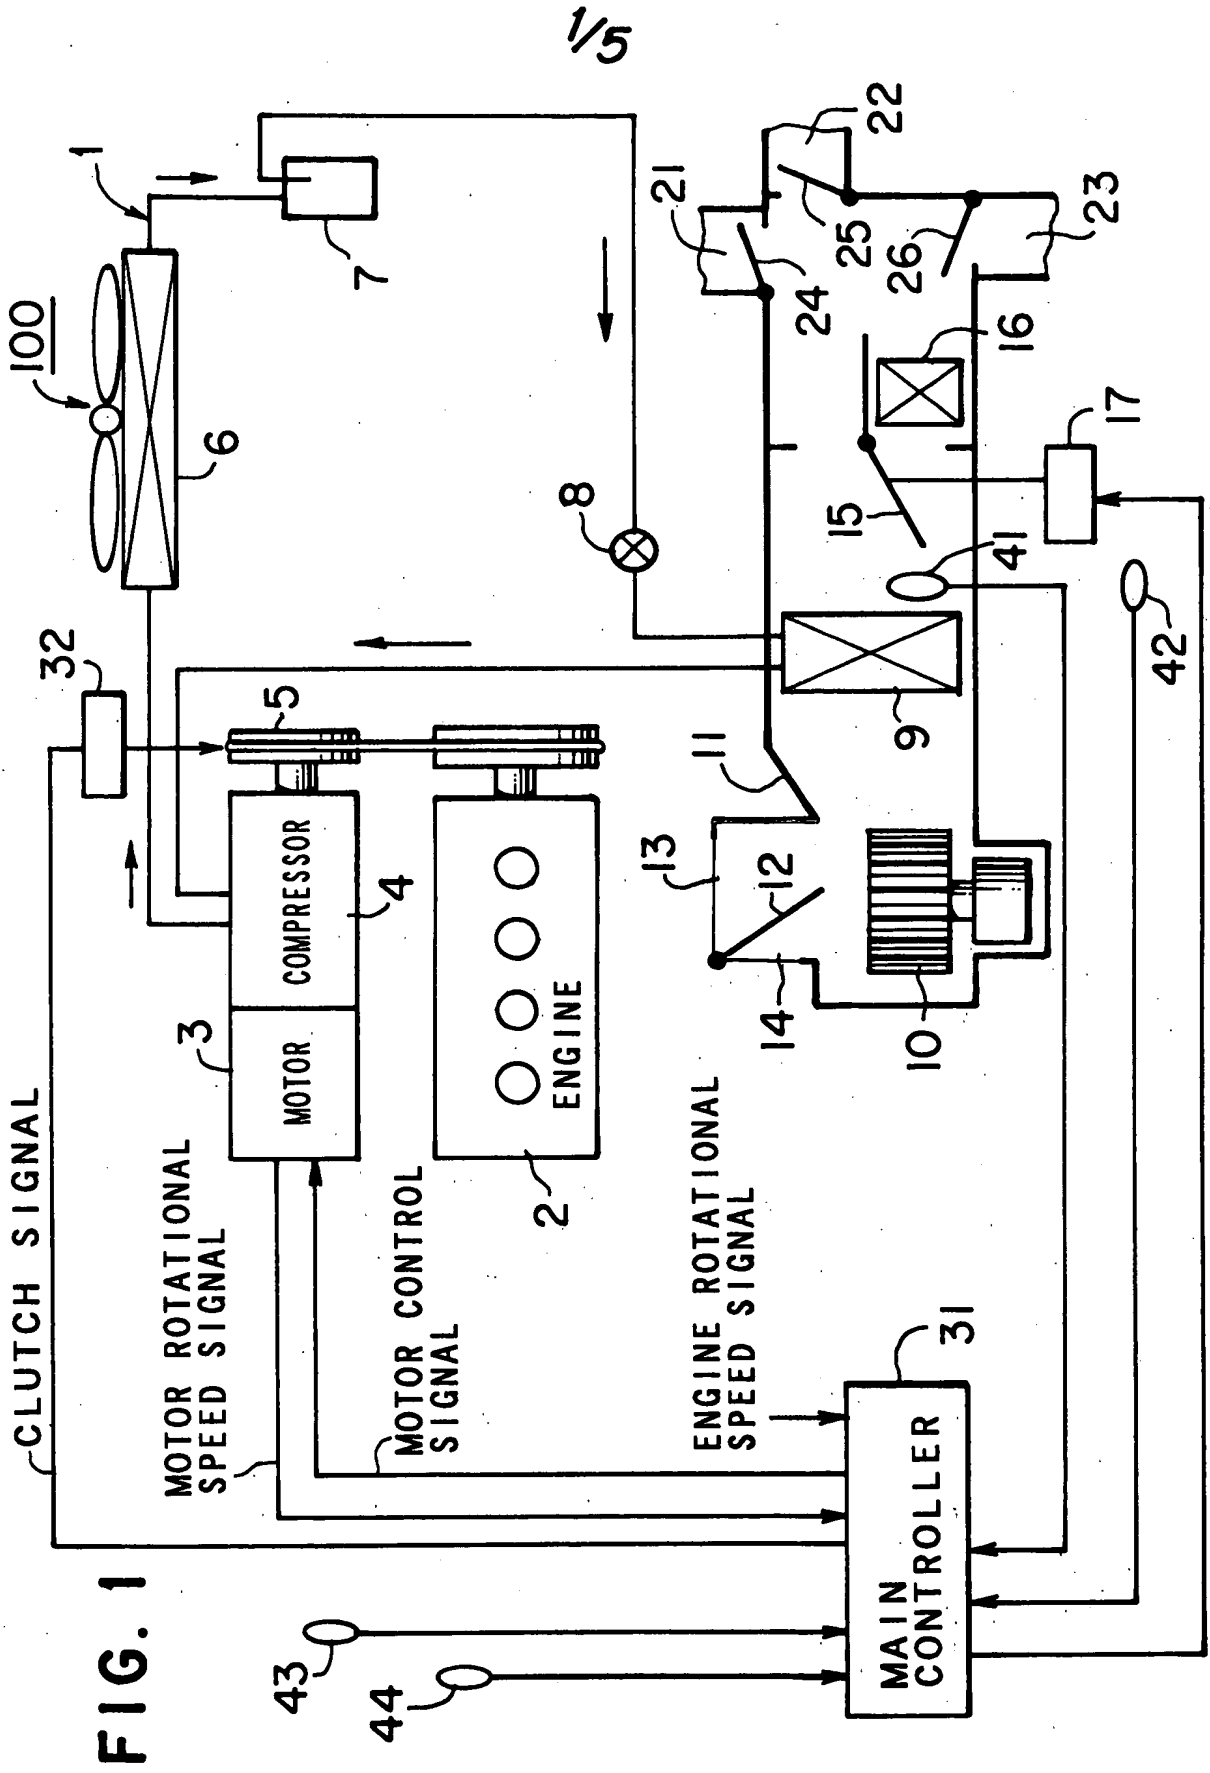 1/5
FIG. 1
CLUTCH SIGNAL
32
100
1
6
7
MOTOR ROTATIONAL
SPEED SIGNAL
3
MOTOR
COMPRESSOR
4
5
MOTOR CONTROL
SIGNAL
2
ENGINE
8
43
44
ENGINE ROTATIONAL
SPEED SIGNAL
MAIN
CONTROLLER
31
13
12
14
11
10
9
15
41
42
16
17
21
24
22
25
26
23